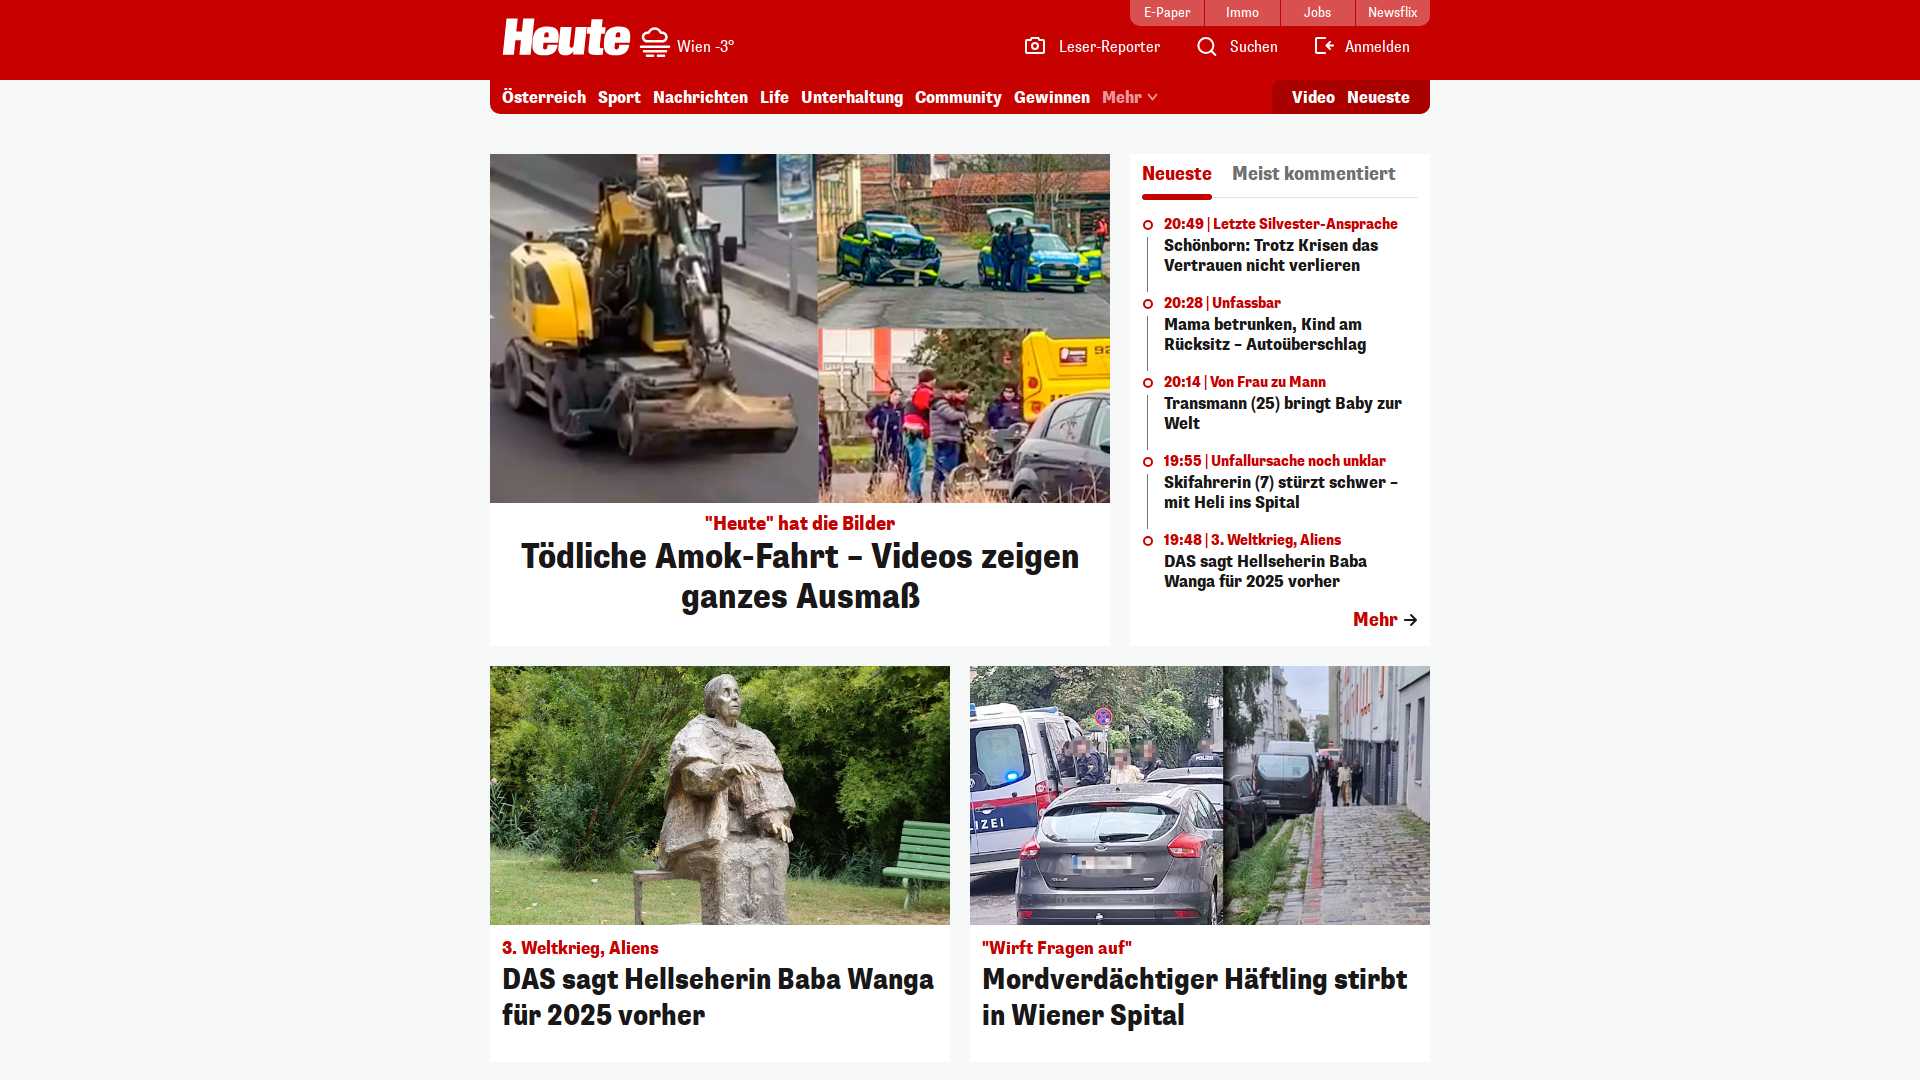 E-Paper
Immo
Jobs
Newsflix
Heute
Wien -3°
Leser-Reporter
Suchen
Anmelden
Österreich
Sport
Nachrichten
Life
Unterhaltung
Community
Gewinnen
Mehr
Video
Neueste
"Heute" hat die Bilder
Tödliche Amok-Fahrt – Videos zeigen
ganzes Ausmaß
Neueste
Meist kommentiert
20:49 | Letzte Silvester-Ansprache
Schönborn: Trotz Krisen das
Vertrauen nicht verlieren
20:28 | Unfassbar
Mama betrunken, Kind am
Rücksitz – Autoüberschlag
20:14 | Von Frau zu Mann
Transmann (25) bringt Baby zur
Welt
19:55 | Unfallursache noch unklar
Skifahrerin (7) stürzt schwer –
mit Heli ins Spital
19:48 | 3. Weltkrieg, Aliens
DAS sagt Hellseherin Baba
Wanga für 2025 vorher
Mehr
3. Weltkrieg, Aliens
DAS sagt Hellseherin Baba Wanga
für 2025 vorher
POLIZEI
LIZEI
"Wirft Fragen auf"
Mordverdächtiger Häftling stirbt
in Wiener Spital